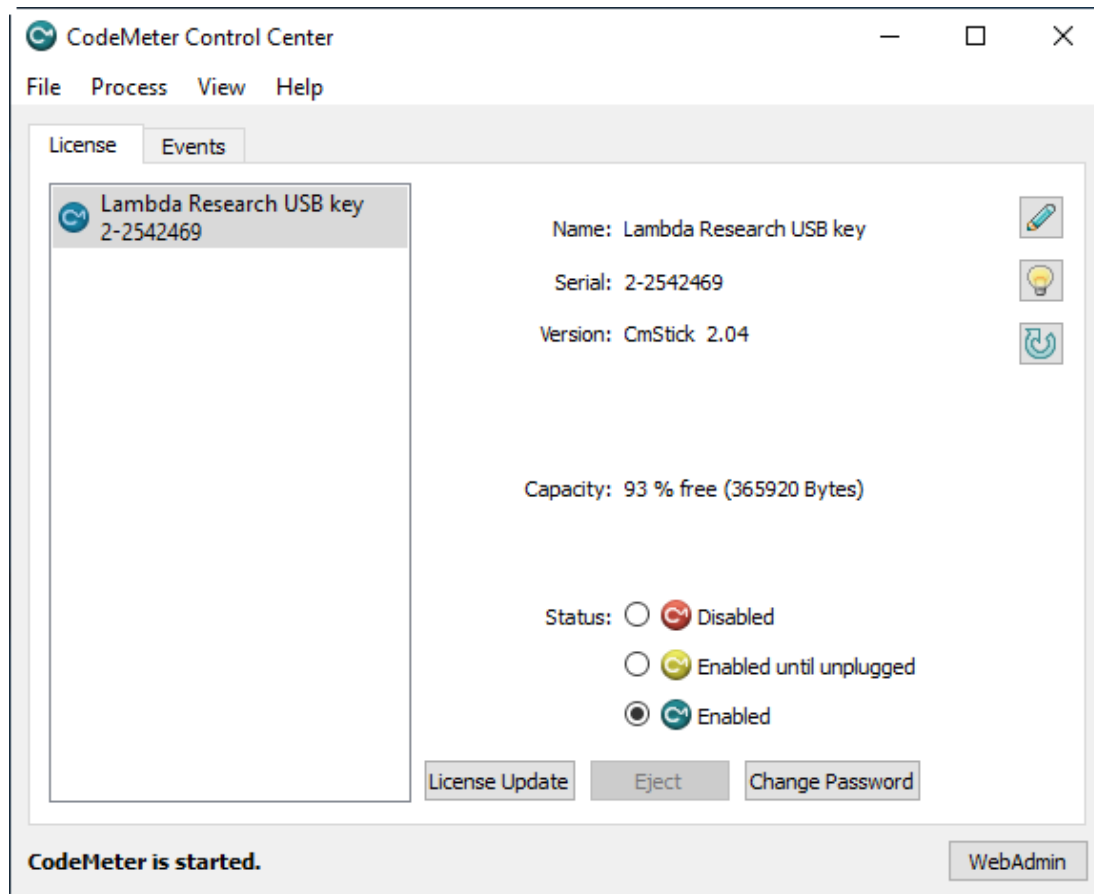 CodeMeter Control Center
File Process View Help
License Events
Lambda Research USB key
2-2542469
Name: Lambda Research USB key
Serial: 2-2542469
Version: CmStick 2.04
Capacity: 93 % free (365920 Bytes)
Status: Disabled
Enabled until unplugged
Enabled
License Update Eject Change Password
CodeMeter is started. WebAdmin